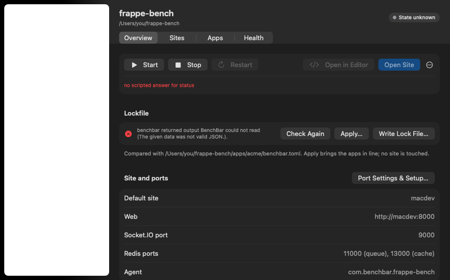 frappe-bench
/Users/you/frappe-bench
State unknown
Overview
Sites
Apps
Health
Start
Stop
Restart
Open in Editor
Open Site
no scripted answer for status
Lockfile
benchbar returned output BenchBar could not read
(The given data was not valid JSON.).
Check Again
Apply...
Write Lock File...
Compared with /Users/you/frappe-bench/apps/acme/benchbar.toml. Apply brings the apps in line; no site is touched.
Site and ports
Port Settings & Setup...
Default site
macdev
Web
http://macdev:8000
Socket.IO port
9000
Redis ports
11000 (queue), 13000 (cache)
Agent
com.benchbar.frappe-bench